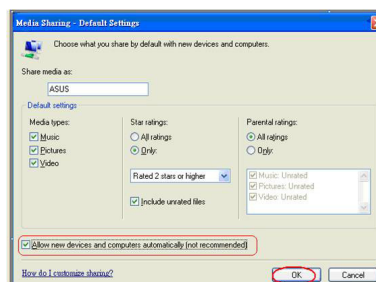 Media Sharing - Default Settings
Choose what you share by default with new devices and computers.
Share media as:
ASUS
Default settings
Media types:
Music
Pictures
Video
Star ratings:
All ratings
Only:
Rated 2 stars or higher
Include unrated files
Parental ratings:
All ratings
Only:
Music: Unrated
Pictures: Unrated
Video: Unrated
Allow new devices and computers automatically (not recommended)
How do I customize sharing?
OK
Cancel